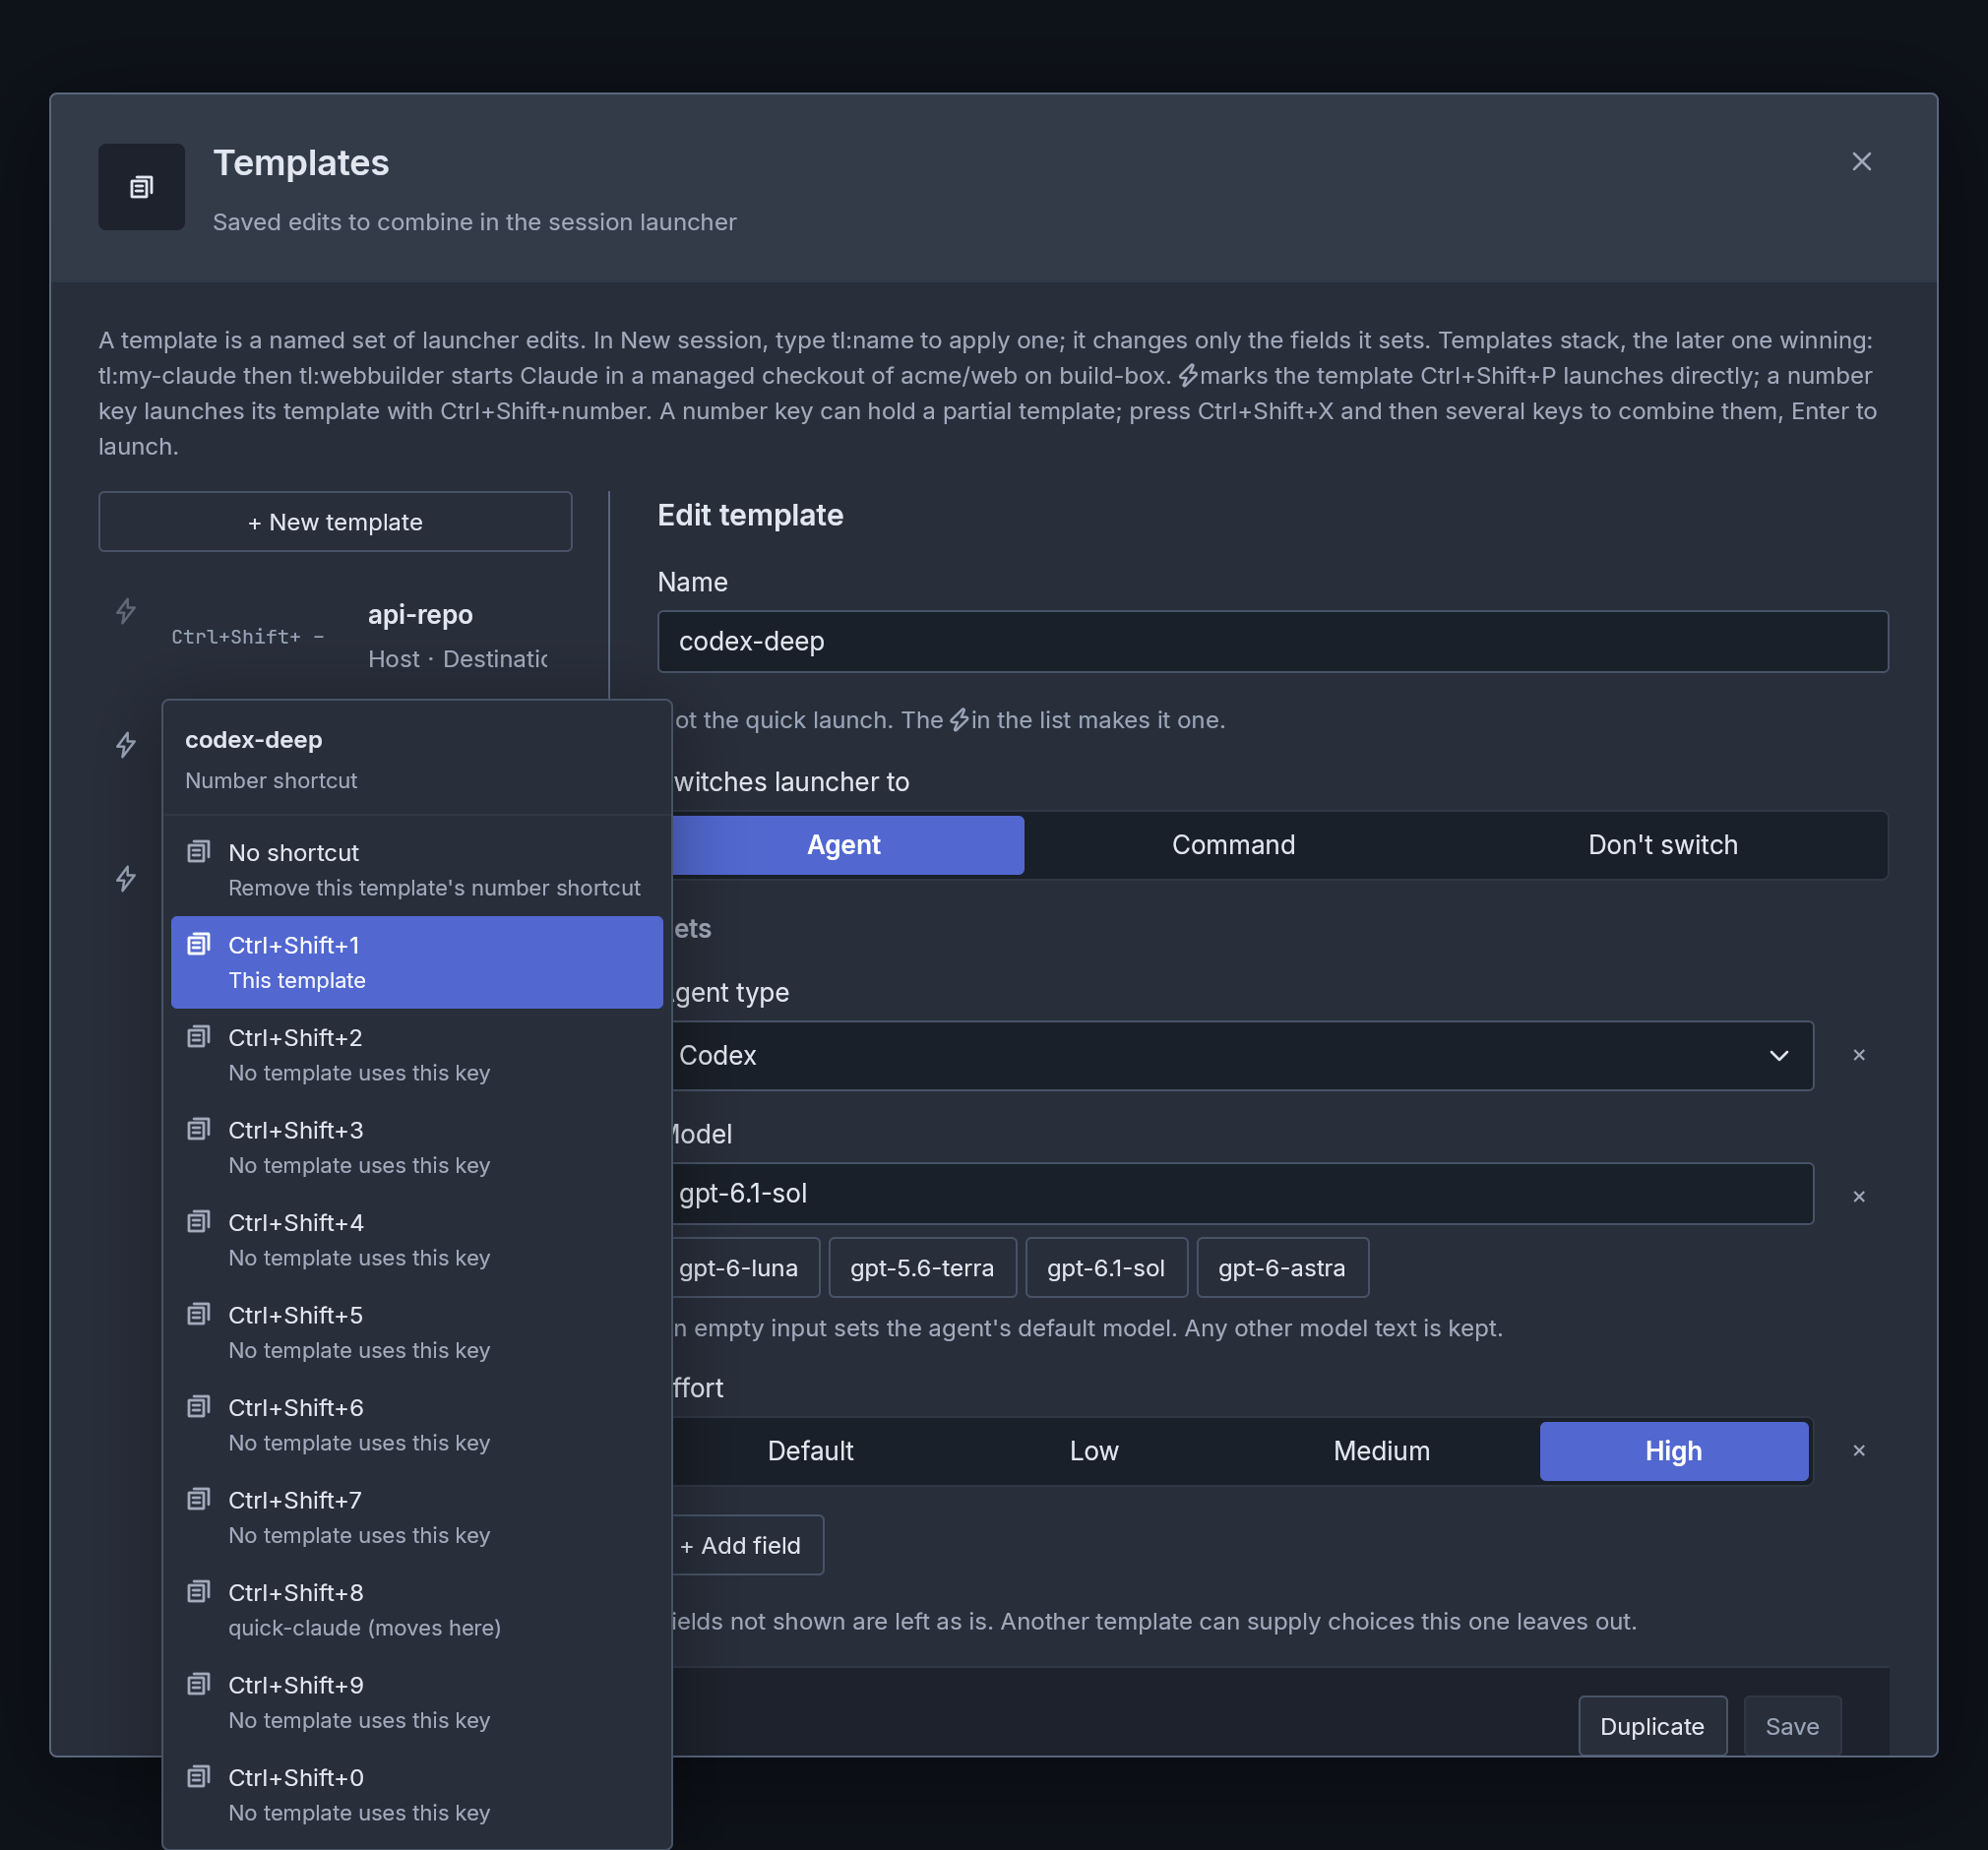 Templates
Saved edits to combine in the session launcher
A template is a named set of launcher edits. In New session, type tl:name to apply one; it changes only the fields it sets. Templates stack, the later one winning:
tl:my-claude then tl:webbuilder starts Claude in a managed checkout of acme/web on build-box. marks the template Ctrl+Shift+P launches directly; a number
key launches its template with Ctrl+Shift+number. A number key can hold a partial template; press Ctrl+Shift+X and then several keys to combine them, Enter to
launch.
+ New template
Ctrl+Shift+ –
api-repo
Host ·
codex-deep
Number shortcut
No shortcut
Remove this template's number shortcut
Ctrl+Shift+1
This template
Ctrl+Shift+2
No template uses this key
Ctrl+Shift+3
No template uses this key
Ctrl+Shift+4
No template uses this key
Ctrl+Shift+5
No template uses this key
Ctrl+Shift+6
No template uses this key
Ctrl+Shift+7
No template uses this key
Ctrl+Shift+8
quick-claude (moves here)
Ctrl+Shift+9
No template uses this key
Ctrl+Shift+0
No template uses this key
Edit template
Name
codex-deep
the quick launch. The in the list makes it one.
launcher to
Agent
Command
Don't switch
type
Codex
×
gpt-6.1-sol
×
gpt-6-luna
gpt-5.6-terra
gpt-6.1-sol
gpt-6-astra
empty input sets the agent's default model. Any other model text is kept.
Default
Low
Medium
High
×
+ Add field
not shown are left as is. Another template can supply choices this one leaves out.
Duplicate
Save